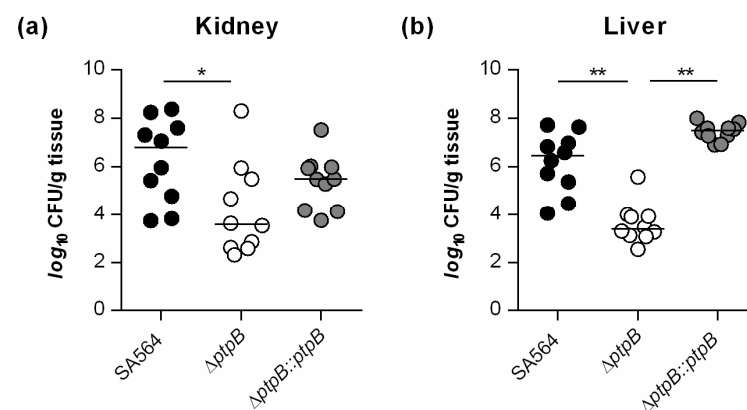 (a) Kidney
log10 CFU/g tissue
10
8
6
4
2
0
*
SA564
ΔptpB
ΔptpB::ptpB
(b) Liver
log10 CFU/g tissue
10
8
6
4
2
0
**
**
SA564
ΔptpB
ΔptpB::ptpB